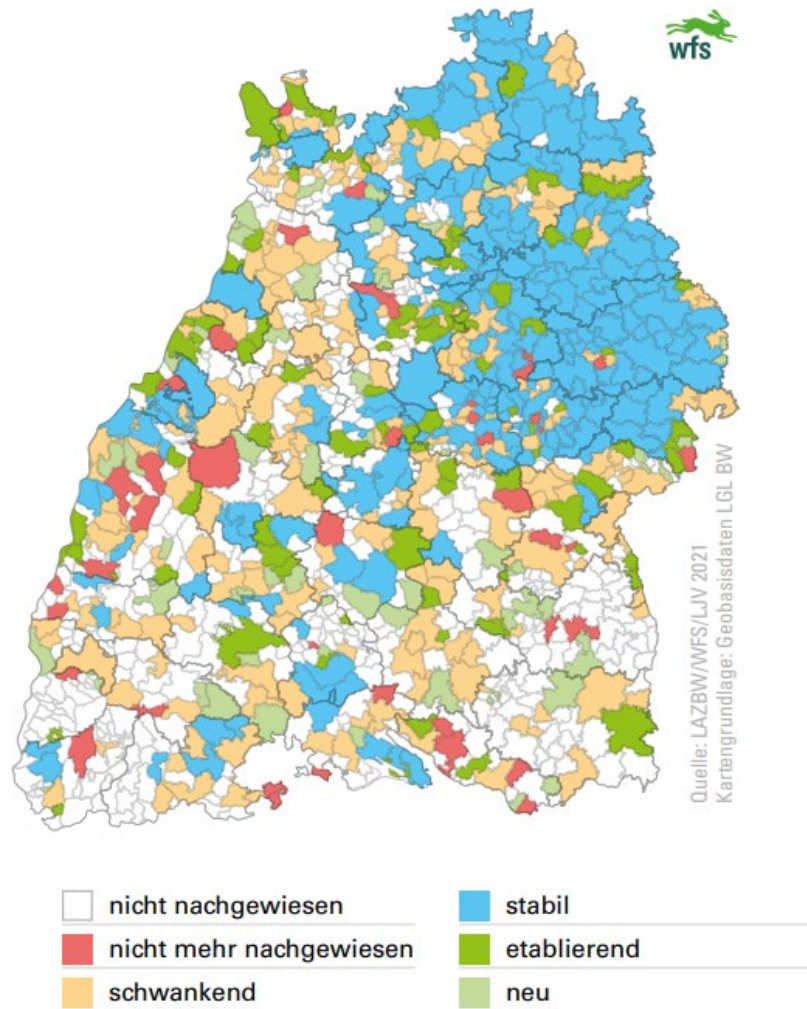 wfs
Quelle: LAZBW/WFS/LJV 2021
Kartengrundlage: Geobasisdaten LGL BW
nicht nachgewiesen
stabil
nicht mehr nachgewiesen
etablierend
schwankend
neu